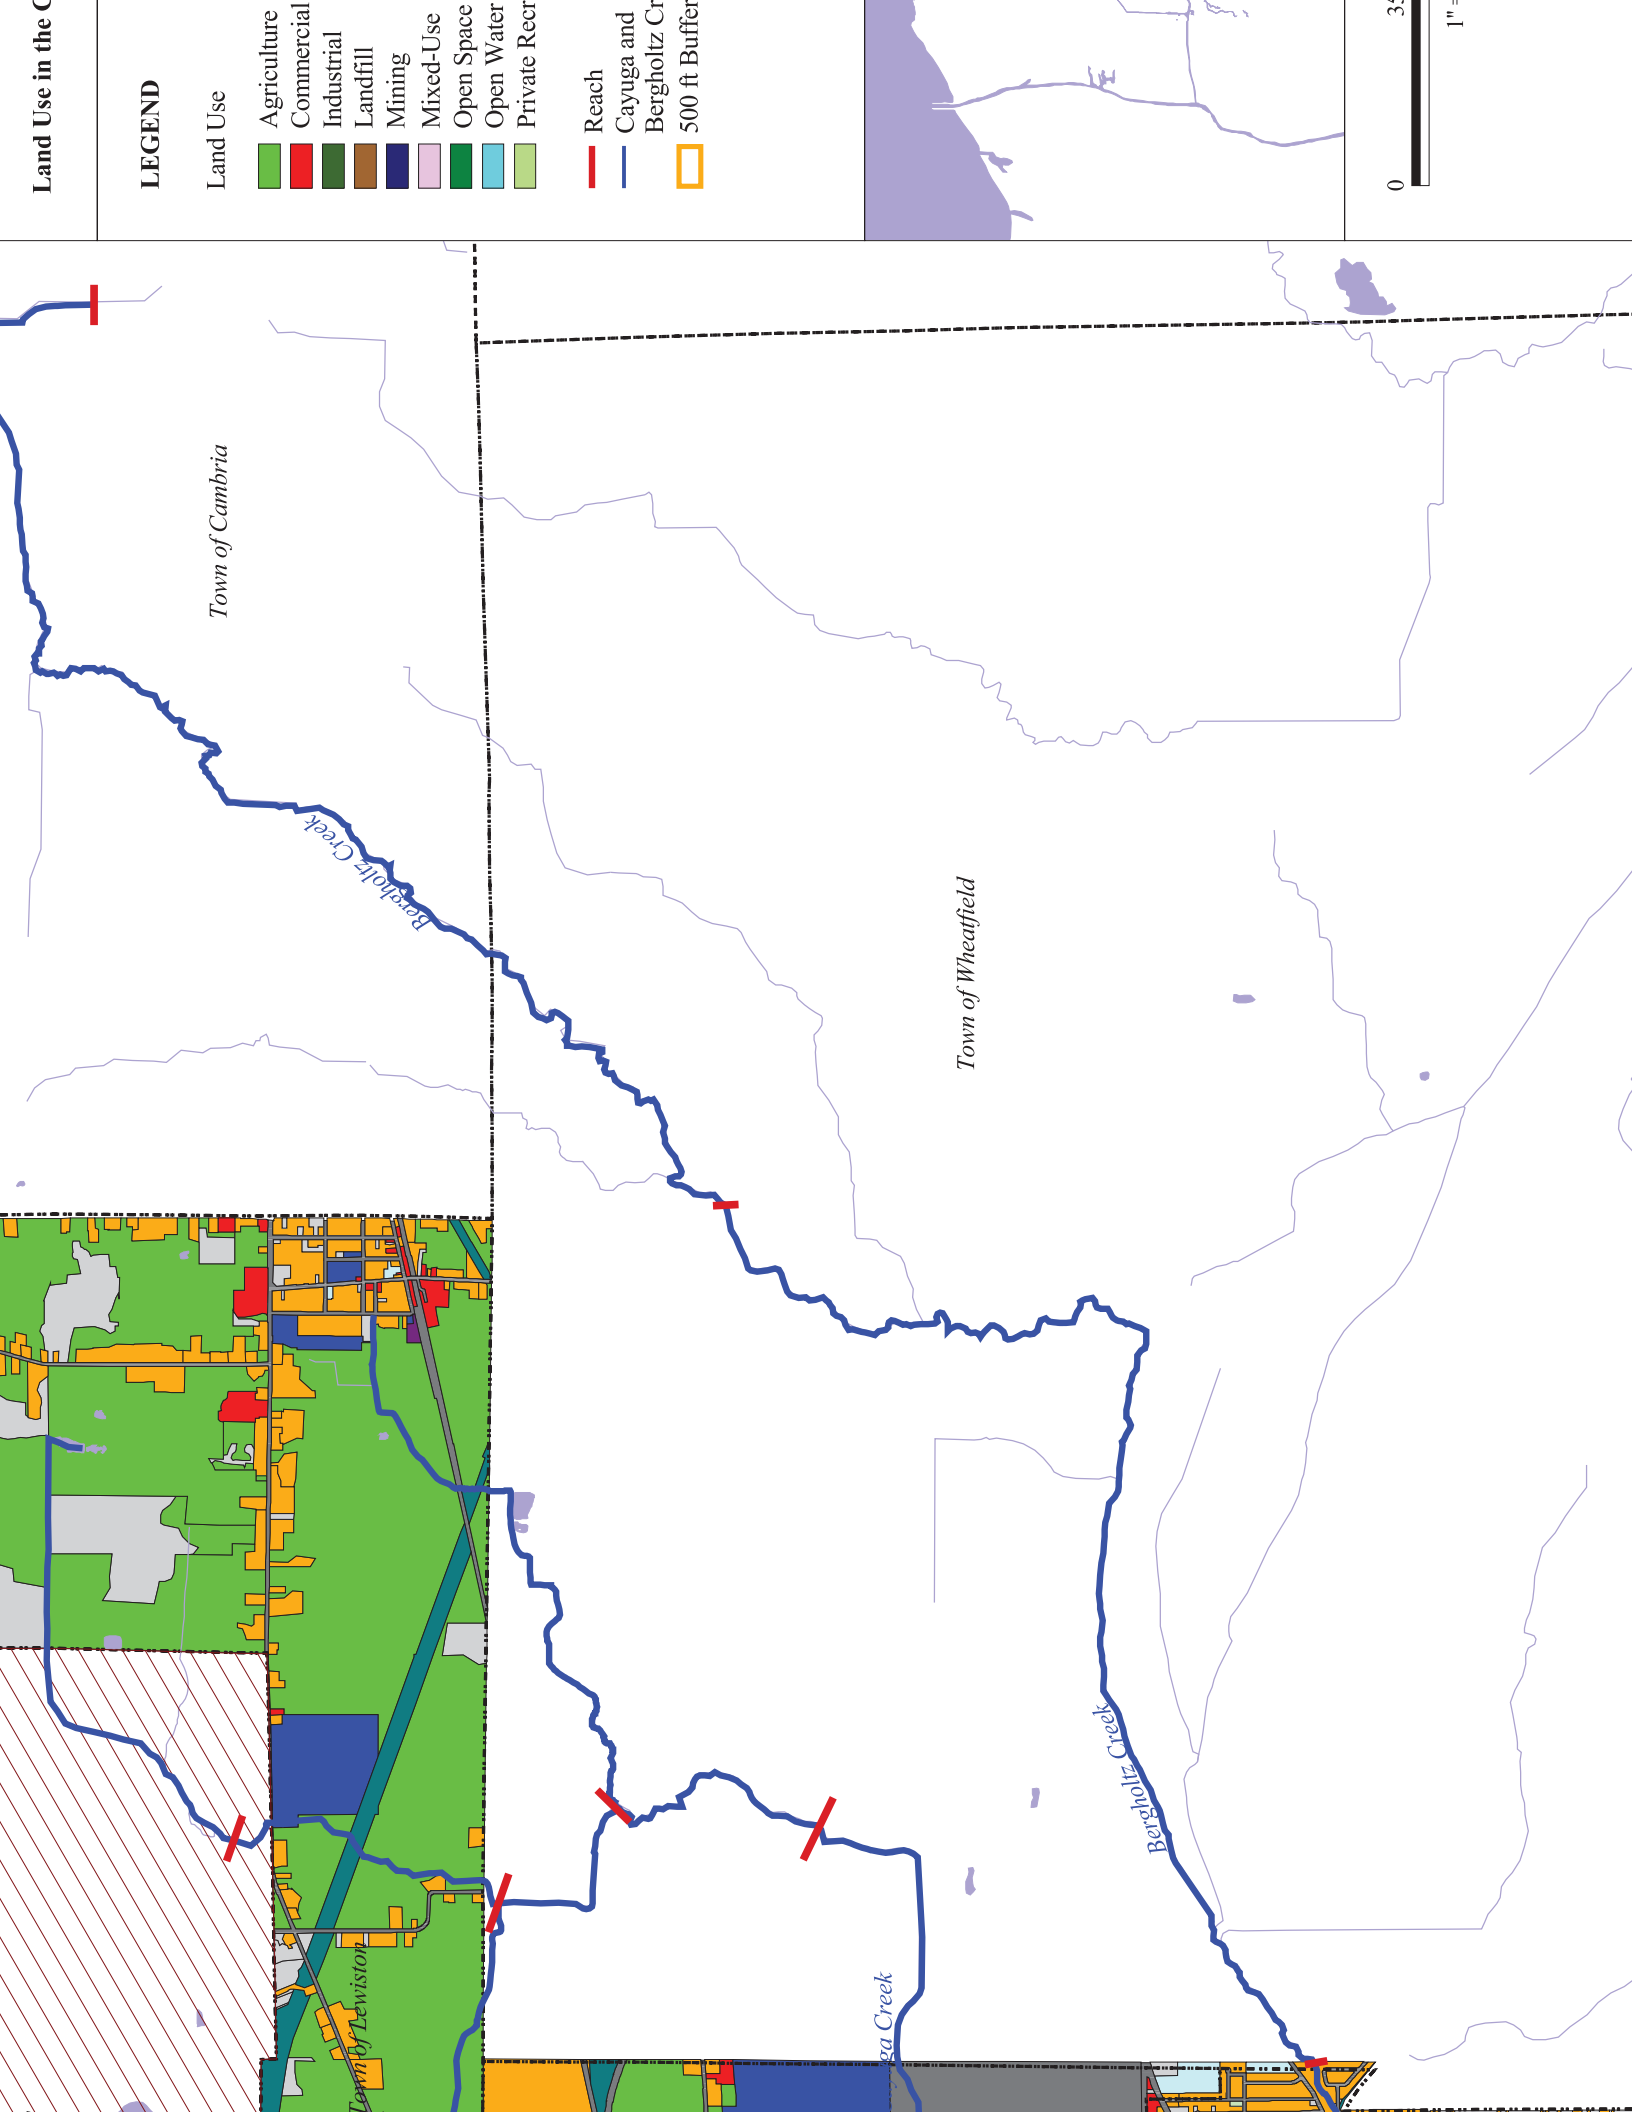 Land Use in the C
LEGEND
Land Use
Agriculture
Commercial
Industrial
Landfill
Mining
Mixed-Use
Open Space
Open Water
Private Recr
Reach
Cayuga and
Bergholtz Cr
500 ft Buffer
0
35
1" =
Town of Cambria
Bergholtz Creek
Town of Wheatfield
Bergholtz Creek
Town of Lewiston
ga Creek